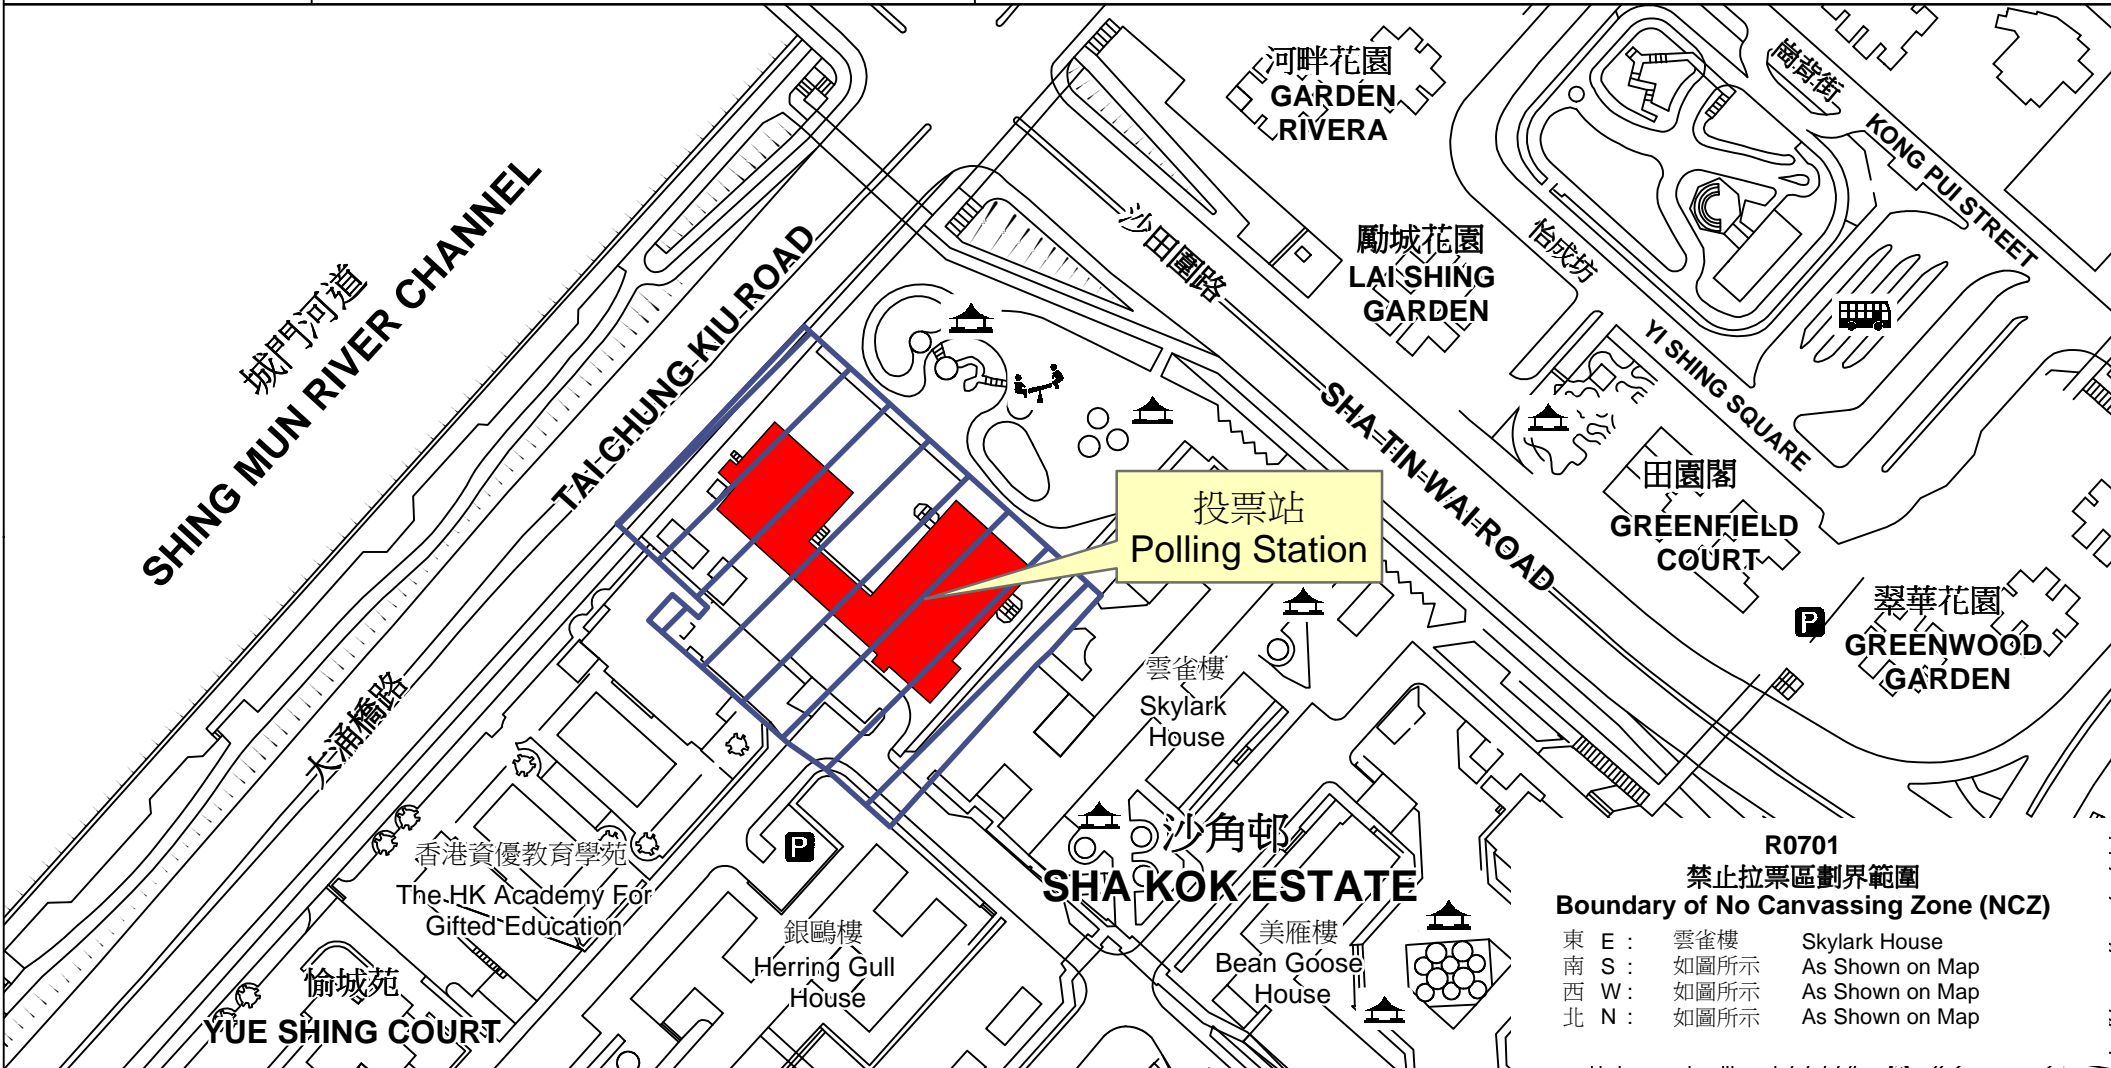 河畔花園
GARDEN
RIVERA
崗背街
KONG PUI STREET
城門河道
SHING MUN RIVER CHANNEL
TAI CHUNG KIU ROAD
大涌橋路
沙田圍路
SHA TIN WAI ROAD
勵城花園
LAI SHING
GARDEN
怡成坊
YI SHING SQUARE
田園閣
GREENFIELD
COURT
翠華花園
GREENWOOD
GARDEN
P
投票站
Polling Station
雲雀樓
Skylark
House
沙角邨
SHA KOK ESTATE
香港資優教育學苑
The HK Academy For
Gifted Education
P
銀鷗樓
Herring Gull
House
美雁樓
Bean Goose
House
愉城苑
YUE SHING COURT
R0701
禁止拉票區劃界範圍
Boundary of No Canvassing Zone (NCZ)
東 E : 雲雀樓 Skylark House
南 S : 如圖所示 As Shown on Map
西 W : 如圖所示 As Shown on Map
北 N : 如圖所示 As Shown on Map